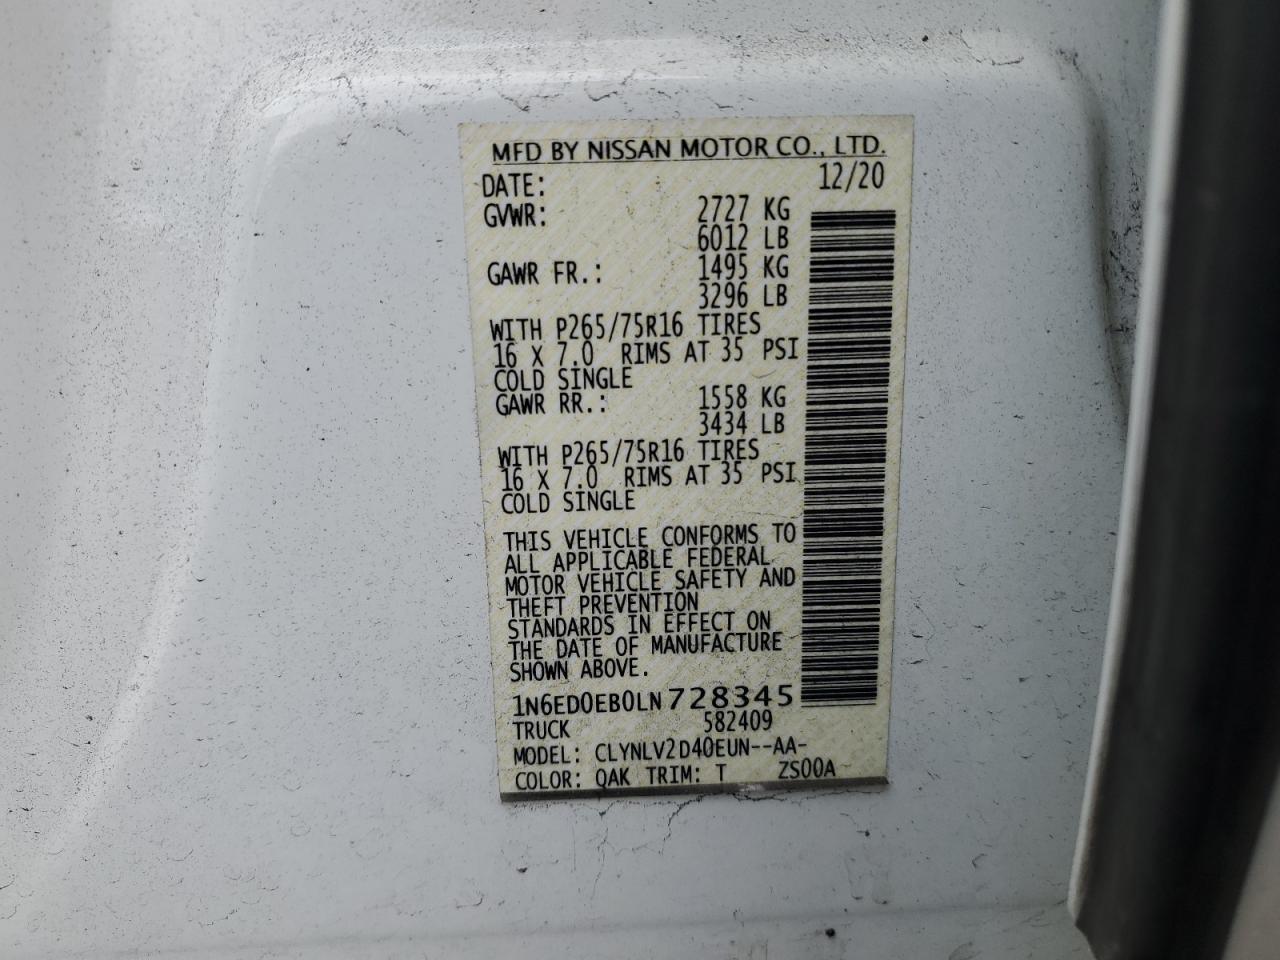 MFD BY NISSAN MOTOR CO., LTD.
DATE: 12/20
GVWR: 2727 KG
6012 LB
GAWR FR.: 1495 KG
3296 LB
WITH P265/75R16 TIRES
16 X 7.0 RIMS AT 35 PSI
COLD SINGLE
GAWR RR.: 1558 KG
3434 LB
WITH P265/75R16 TIRES
16 X 7.0 RIMS AT 35 PSI
COLD SINGLE
THIS VEHICLE CONFORMS TO
ALL APPLICABLE FEDERAL
MOTOR VEHICLE SAFETY AND
THEFT PREVENTION
STANDARDS IN EFFECT ON
THE DATE OF MANUFACTURE
SHOWN ABOVE.
1N6ED0EB0LN728345
TRUCK 582409
MODEL: CLYNLV2D40EUN--AA-
COLOR: QAK TRIM: T ZS00A